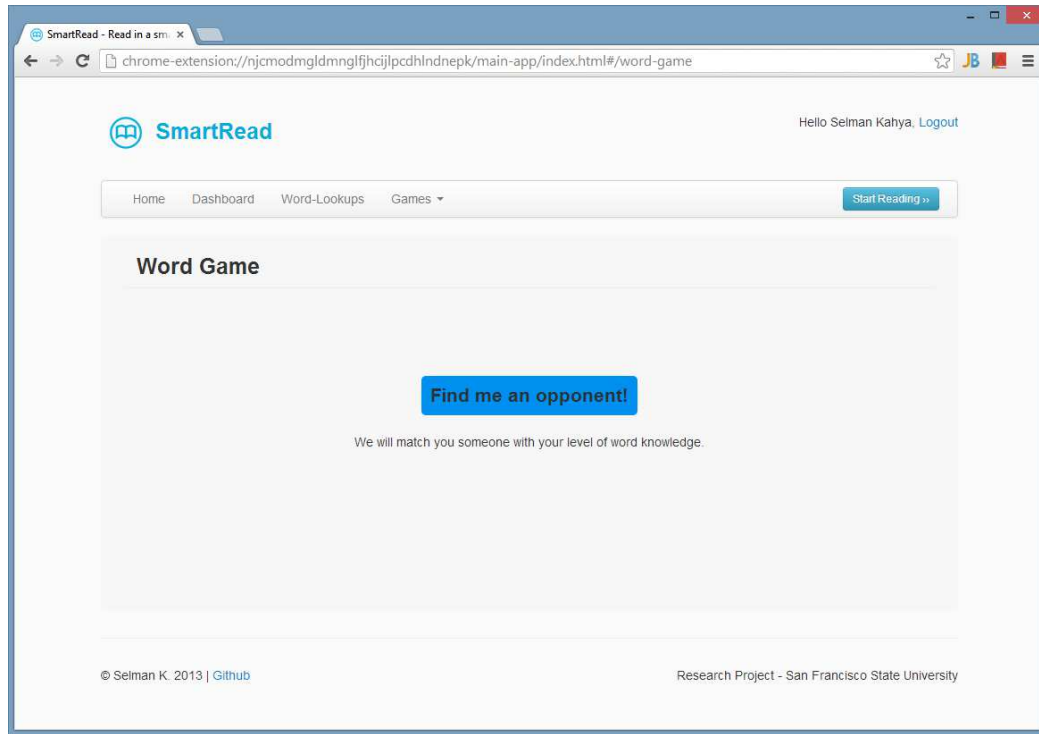 SmartRead - Read in a sm
chrome-extension://njcmodmgldmnglfjhcijlpcdhlndnepk/main-app/index.html#/word-game
JB
SmartRead
Hello Selman Kahya, Logout
Home Dashboard Word-Lookups Games
Start Reading ››
Word Game
Find me an opponent!
We will match you someone with your level of word knowledge.
© Selman K. 2013 | Github
Research Project - San Francisco State University